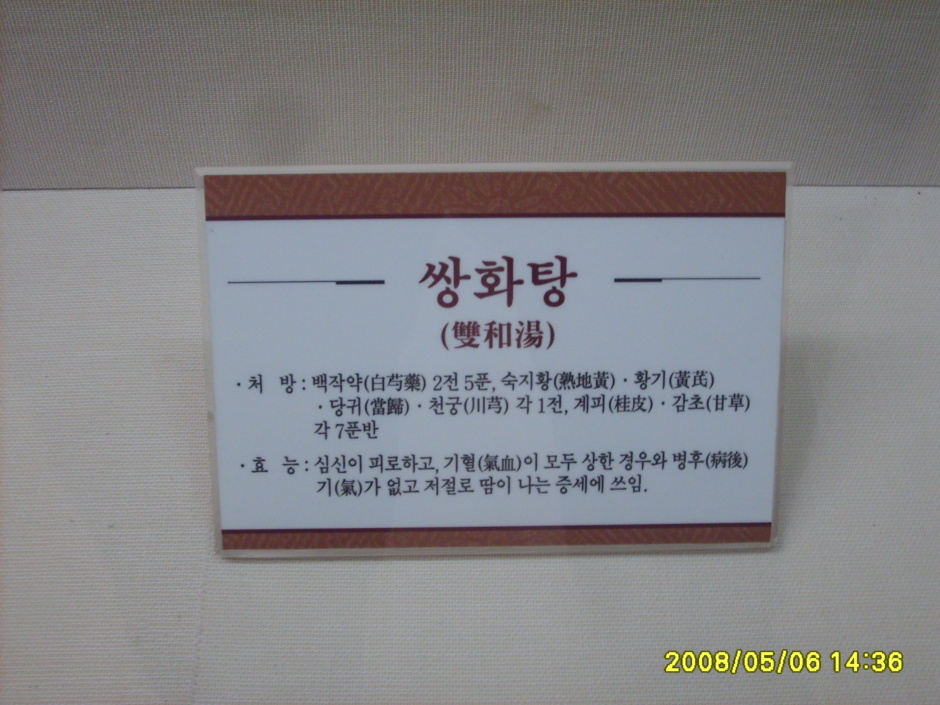 쌍화탕
(雙和湯)
· 처 방 : 백작약(白芍藥) 2전 5푼, 숙지황(熟地黃) · 황기(黃芪)
· 당귀(當歸) · 천궁(川芎) 각 1전, 계피(桂皮) · 감초(甘草)
각 7푼반
· 효 능 : 심신이 피로하고, 기혈(氣血)이 모두 상한 경우와 병후(病後)
기(氣)가 없고 저절로 땀이 나는 증세에 쓰임.
2008/05/06 14:36